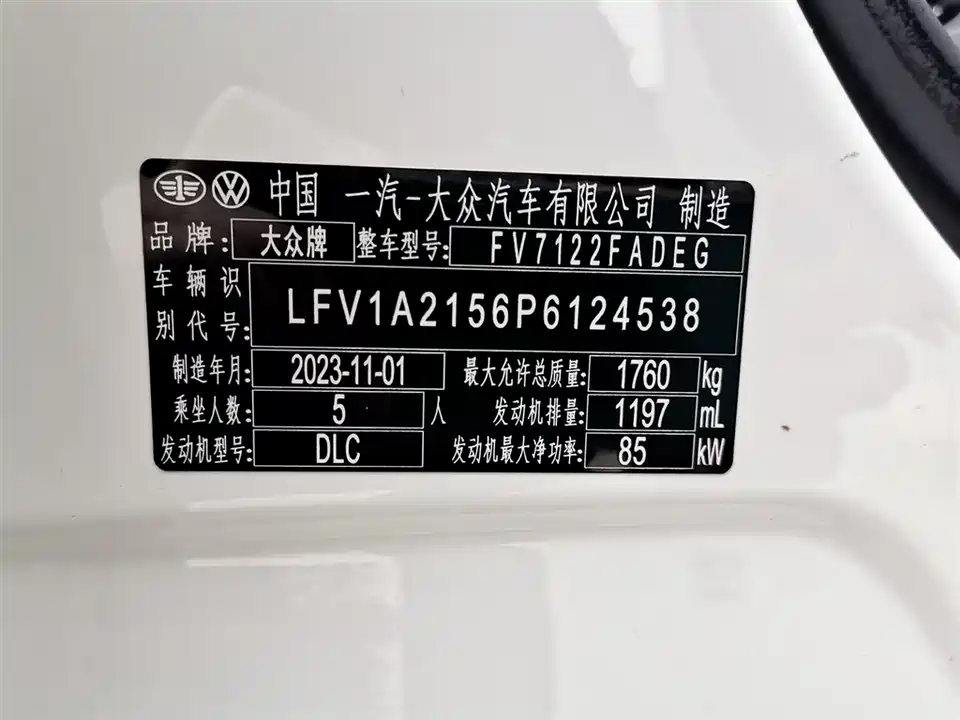 中国 一汽-大众汽车有限公司 制造
品牌: 大众牌 整车型号: FV7122FADEG
车辆识别代号: LFV1A2156P6124538
制造年月: 2023-11-01 最大允许总质量: 1760 kg
乘坐人数: 5 人 发动机排量: 1197 mL
发动机型号: DLC 发动机最大净功率: 85 kW